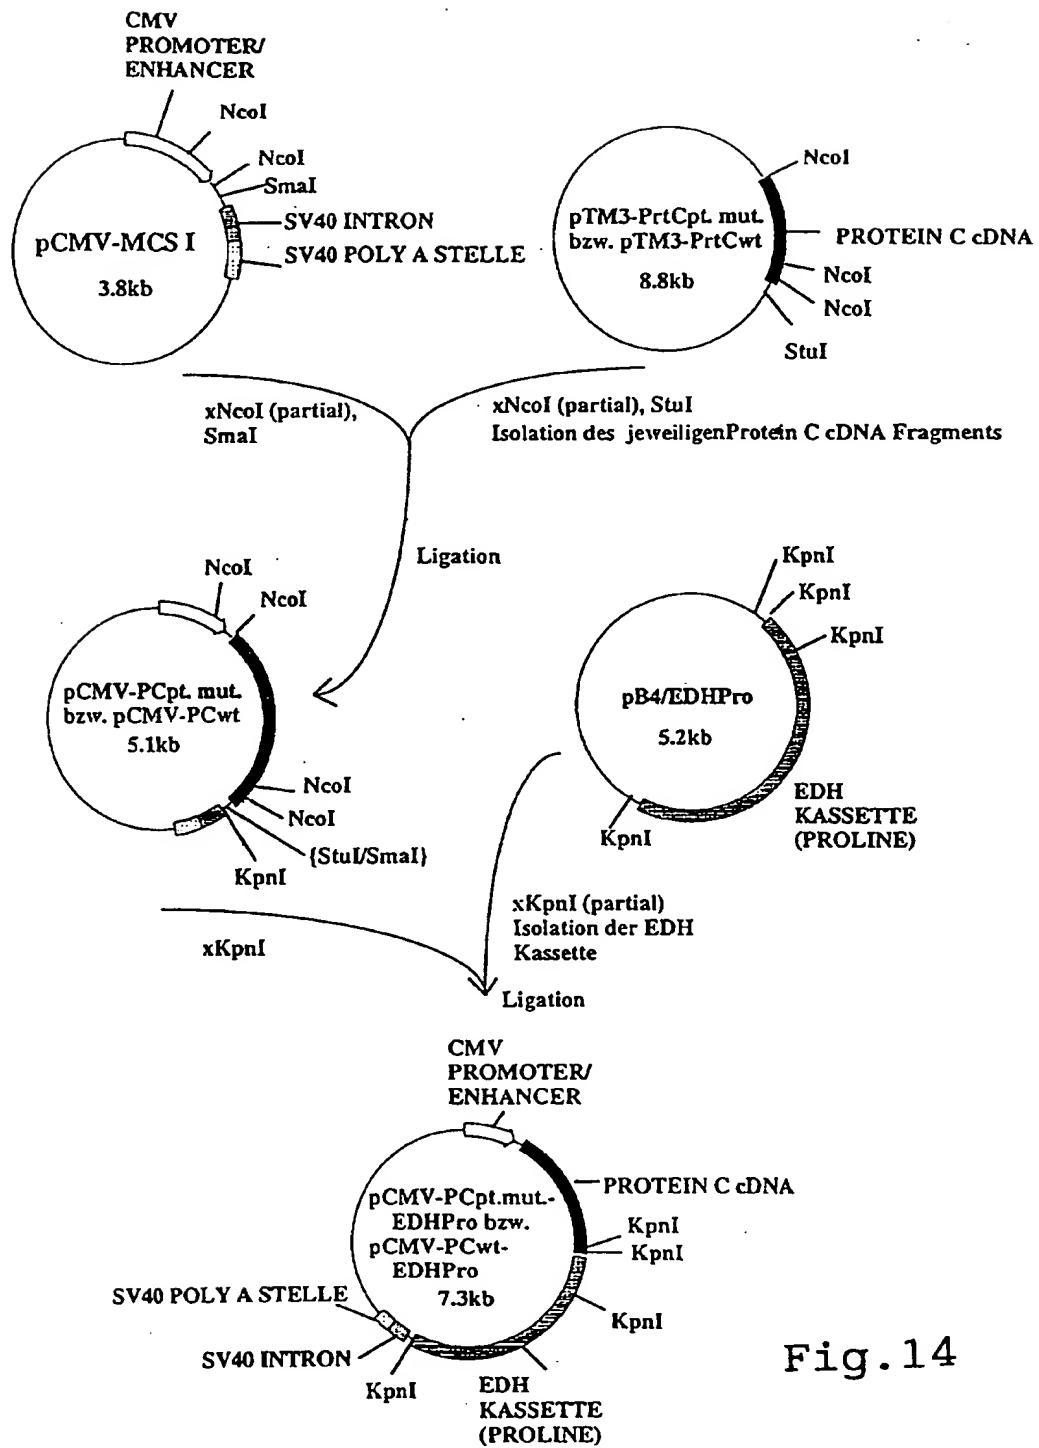 CMV
PROMOTER/
ENHANCER
NcoI
NcoI
SmaI
SV40 INTRON
SV40 POLY A STELLE
pCMV-MCS I
3.8kb
NcoI
pTM3-PrtCpt. mut.
bzw. pTM3-PrtCwt
8.8kb
PROTEIN C cDNA
NcoI
NcoI
StuI
xNcoI (partial),
SmaI
xNcoI (partial), StuI
Isolation des jeweiligenProtein C cDNA Fragments
Ligation
NcoI
NcoI
pCMV-PCpt. mut.
bzw. pCMV-PCwt
5.1kb
NcoI
NcoI
{StuI/SmaI}
KpnI
KpnI
KpnI
KpnI
pB4/EDHPro
5.2kb
EDH
KASSETTE
(PROLINE)
KpnI
xKpnI
xKpnI (partial)
Isolation der EDH
Kassette
Ligation
CMV
PROMOTER/
ENHANCER
PROTEIN C cDNA
pCMV-PCpt.mut.-
EDHPro bzw.
pCMV-PCwt-
EDHPro
7.3kb
KpnI
KpnI
KpnI
SV40 POLY A STELLE
SV40 INTRON
KpnI
EDH
KASSETTE
(PROLINE)
Fig.14